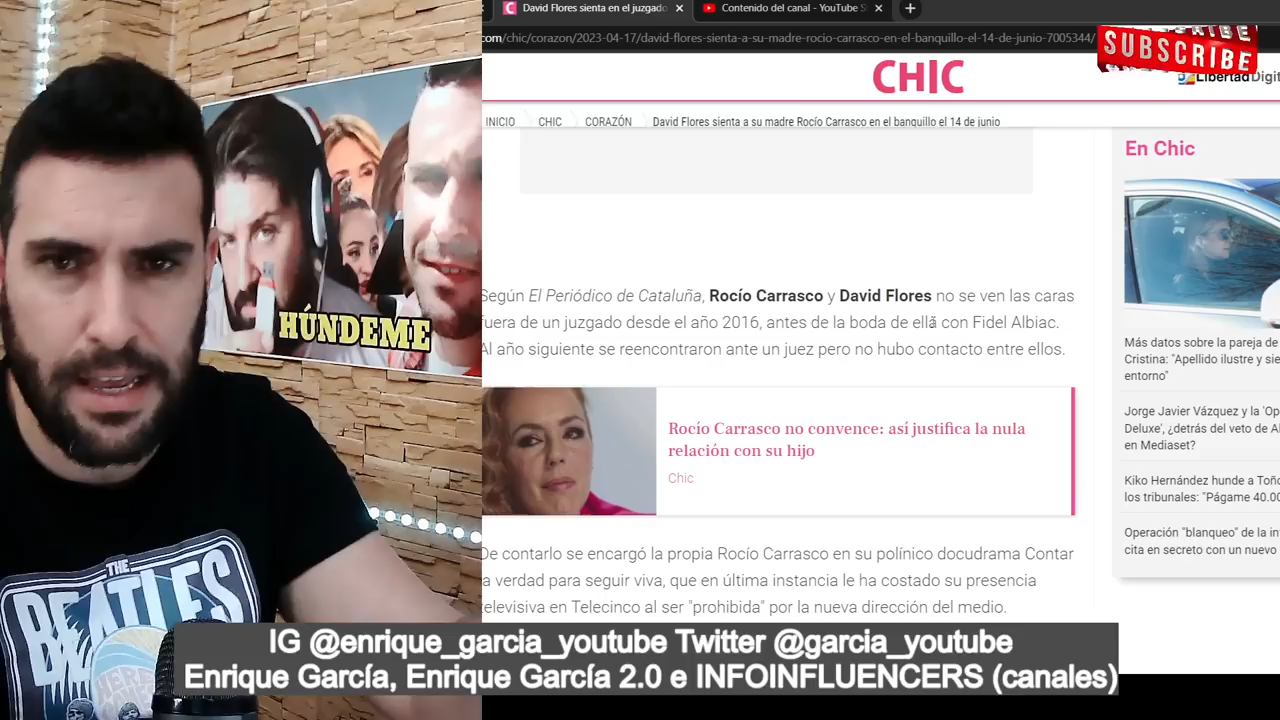 David Flores sienta en el juzgado
Contenido del canal - YouTube S
com/chic/corazon/2023-04-17/david-flores-sienta-a-su-madre-rocio-carrasco-en-el-banquillo-el-14-de-junio-7005344/
SUBSCRIBE
CHIC
Libertad Digit
INICIO CHIC CORAZÓN David Flores sienta a su madre Rocío Carrasco en el banquillo el 14 de junio
En Chic
Según El Periódico de Cataluña, Rocío Carrasco y David Flores no se ven las caras
fuera de un juzgado desde el año 2016, antes de la boda de ella con Fidel Albiac.
Al año siguiente se reencontraron ante un juez pero no hubo contacto entre ellos.
Rocío Carrasco no convence: así justifica la nula
relación con su hijo
Chic
De contarlo se encargó la propia Rocío Carrasco en su polínico docudrama Contar
la verdad para seguir viva, que en última instancia le ha costado su presencia
televisiva en Telecinco al ser "prohibida" por la nueva dirección del medio.
Más datos sobre la pareja de
Cristina: "Apellido ilustre y sie
entorno"
Jorge Javier Vázquez y la 'Op
Deluxe', ¿detrás del veto de Al
en Mediaset?
Kiko Hernández hunde a Toño
los tribunales: "Págame 40.00
Operación "blanqueo" de la in
cita en secreto con un nuevo
HÚNDEME
THE
BEATLES
HERE
IG @enrique_garcia_youtube Twitter @garcia_youtube
Enrique García, Enrique García 2.0 e INFOINFLUENCERS (canales)